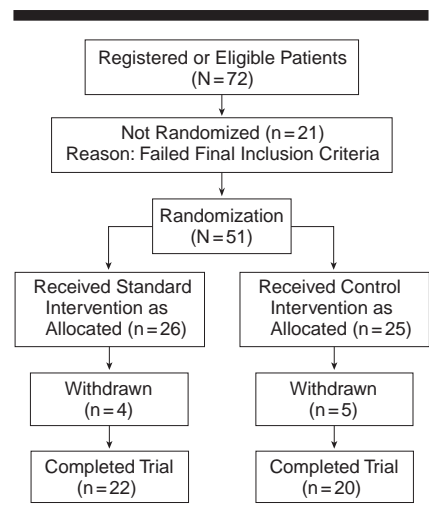 Registered or Eligible Patients
(N=72)
Not Randomized (n=21)
Reason: Failed Final Inclusion Criteria
Randomization
(N=51)
Received Standard
Intervention as
Allocated (n=26)
Received Control
Intervention as
Allocated (n=25)
Withdrawn
(n=4)
Withdrawn
(n=5)
Completed Trial
(n=22)
Completed Trial
(n=20)